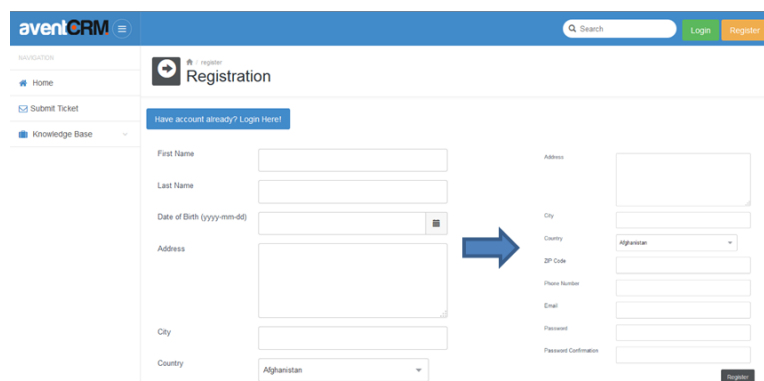 aventCRM
Search
Login
Register
NAVIGATION
Home
Submit Ticket
Knowledge Base
/ register
Registration
Have account already? Login Here!
First Name
Last Name
Date of Birth (yyyy-mm-dd)
Address
City
Country
Afghanistan
Address
City
Country
Afghanistan
ZIP Code
Phone Number
Email
Password
Password Confirmation
Register